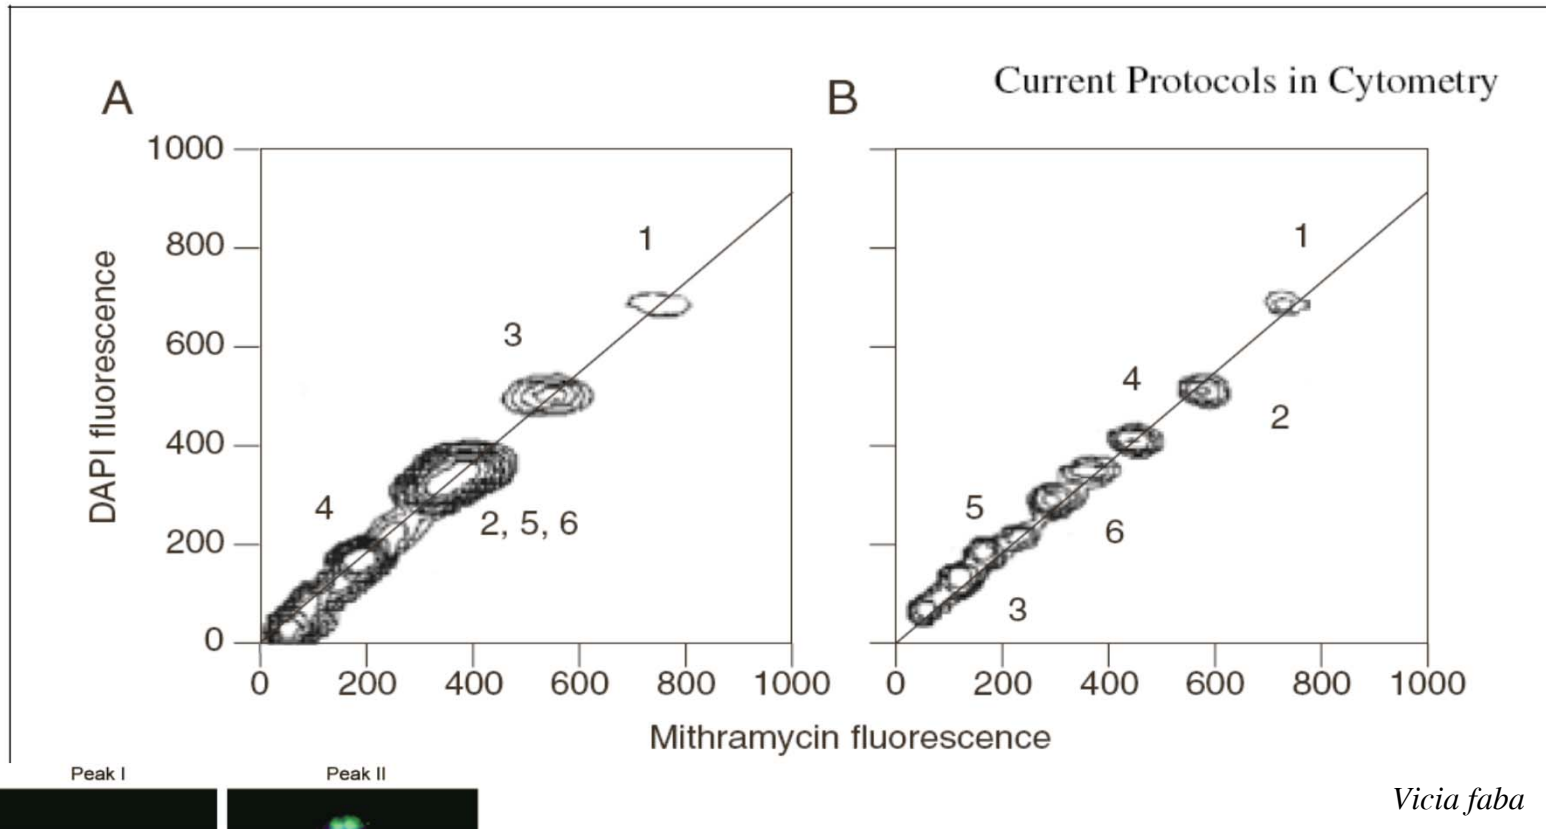 A
B
Current Protocols in Cytometry
1000
800
600
400
200
0
DAPI fluorescence
1
3
4
2, 5, 6
1
4
2
5
6
3
0 200 400 600 800 1000
0 200 400 600 800 1000
Mithramycin fluorescence
Peak I
Peak II
Vicia faba